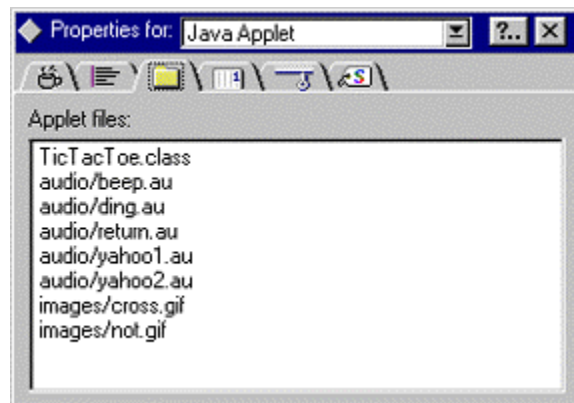 Properties for: Java Applet ?..
1
S
Applet files:
TicTacToe.class
audio/beep.au
audio/ding.au
audio/return.au
audio/yahoo1.au
audio/yahoo2.au
images/cross.gif
images/not.gif